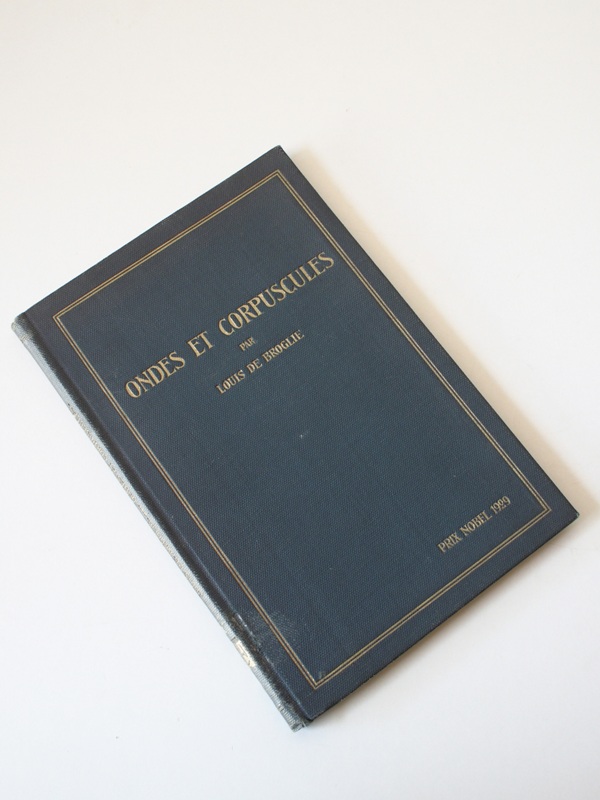 ONDES ET CORPUSCULES
PAR
LOUIS DE BROGLIE
PRIX NOBEL 1929